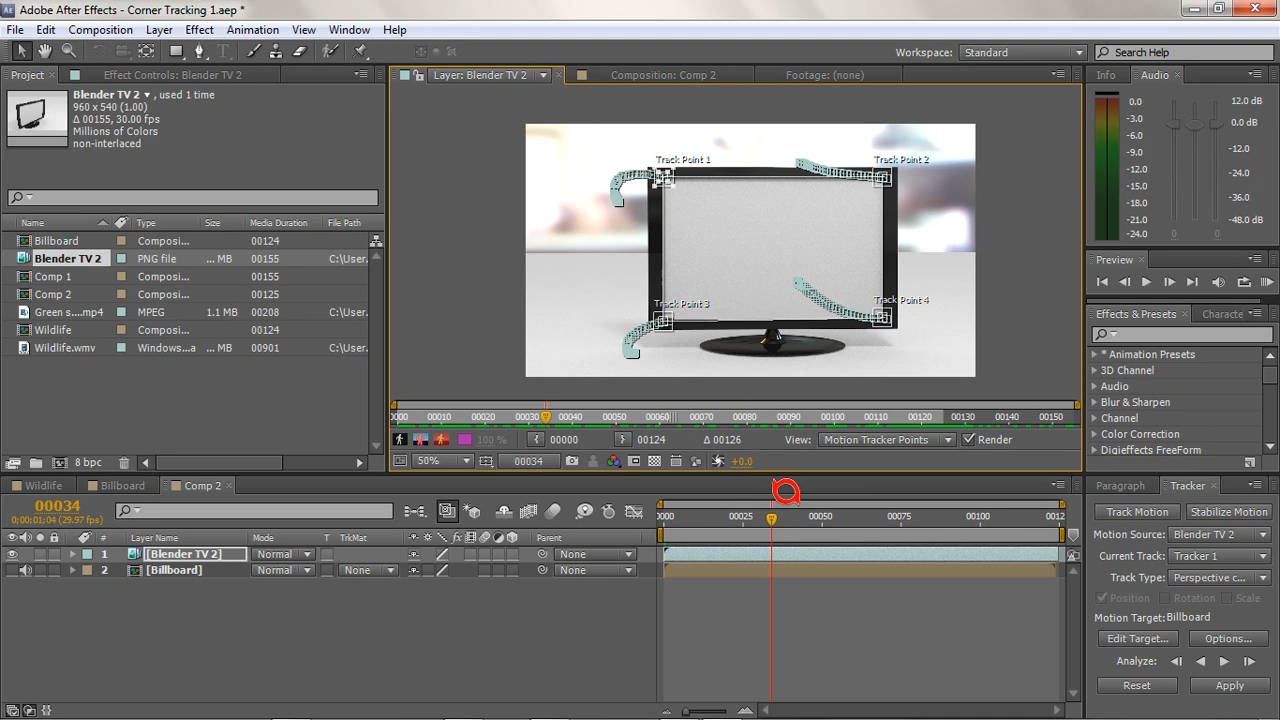 Adobe After Effects - Corner Tracking 1.aep *
File Edit Composition Layer Effect Animation View Window Help
Workspace: Standard Search Help
Project Effect Controls: Blender TV 2
Layer: Blender TV 2 Composition: Comp 2 Footage: (none)
Info Audio
Blender TV 2 , used 1 time
960 x 540 (1.00)
Δ 00155, 30.00 fps
Millions of Colors
non-interlaced
Name Type Size Media Duration File Path
Billboard Composi... 00124
Blender TV 2 PNG file ... MB 00155 C:\User.
Comp 1 Composi... 00155
Comp 2 Composi... 00125
Green s....mp4 MPEG 1.1 MB 00208 C:\User.
Wildlife Composi... 00124
Wildlife.wmv Windows...a ... MB 00901 C:\User.
8 bpc
Track Point 1
Track Point 2
Track Point 3
Track Point 4
0000 00010 00020 00030 00040 00050 00060 00070 00080 00090 00100 00110 00120 00130 00140 00150
100 % 00000 00124 Δ 00126 View: Motion Tracker Points Render
50% 00034 +0.0
0.0
-3.0
-6.0
-9.0
-12.0
-15.0
-18.0
-21.0
-24.0
12.0 dB
0.0 dB
-12.0
-24.0
-36.0
-48.0
0 0 0
Preview
Effects & Presets Characte
* Animation Presets
3D Channel
Audio
Blur & Sharpen
Channel
Color Correction
Digieffects FreeForm
Wildlife Billboard Comp 2
00034
0;00;01;04 (29.97 fps)
# Layer Name Mode T TrkMat Parent
1 [Blender TV 2] Normal None
2 [Billboard] Normal None None
0000 00025 00050 00075 00100 0012
Paragraph Tracker
Track Motion Stabilize Motion
Motion Source: Blender TV 2
Current Track: Tracker 1
Track Type: Perspective c...
Position Rotation Scale
Motion Target: Billboard
Edit Target... Options...
Analyze:
Reset Apply